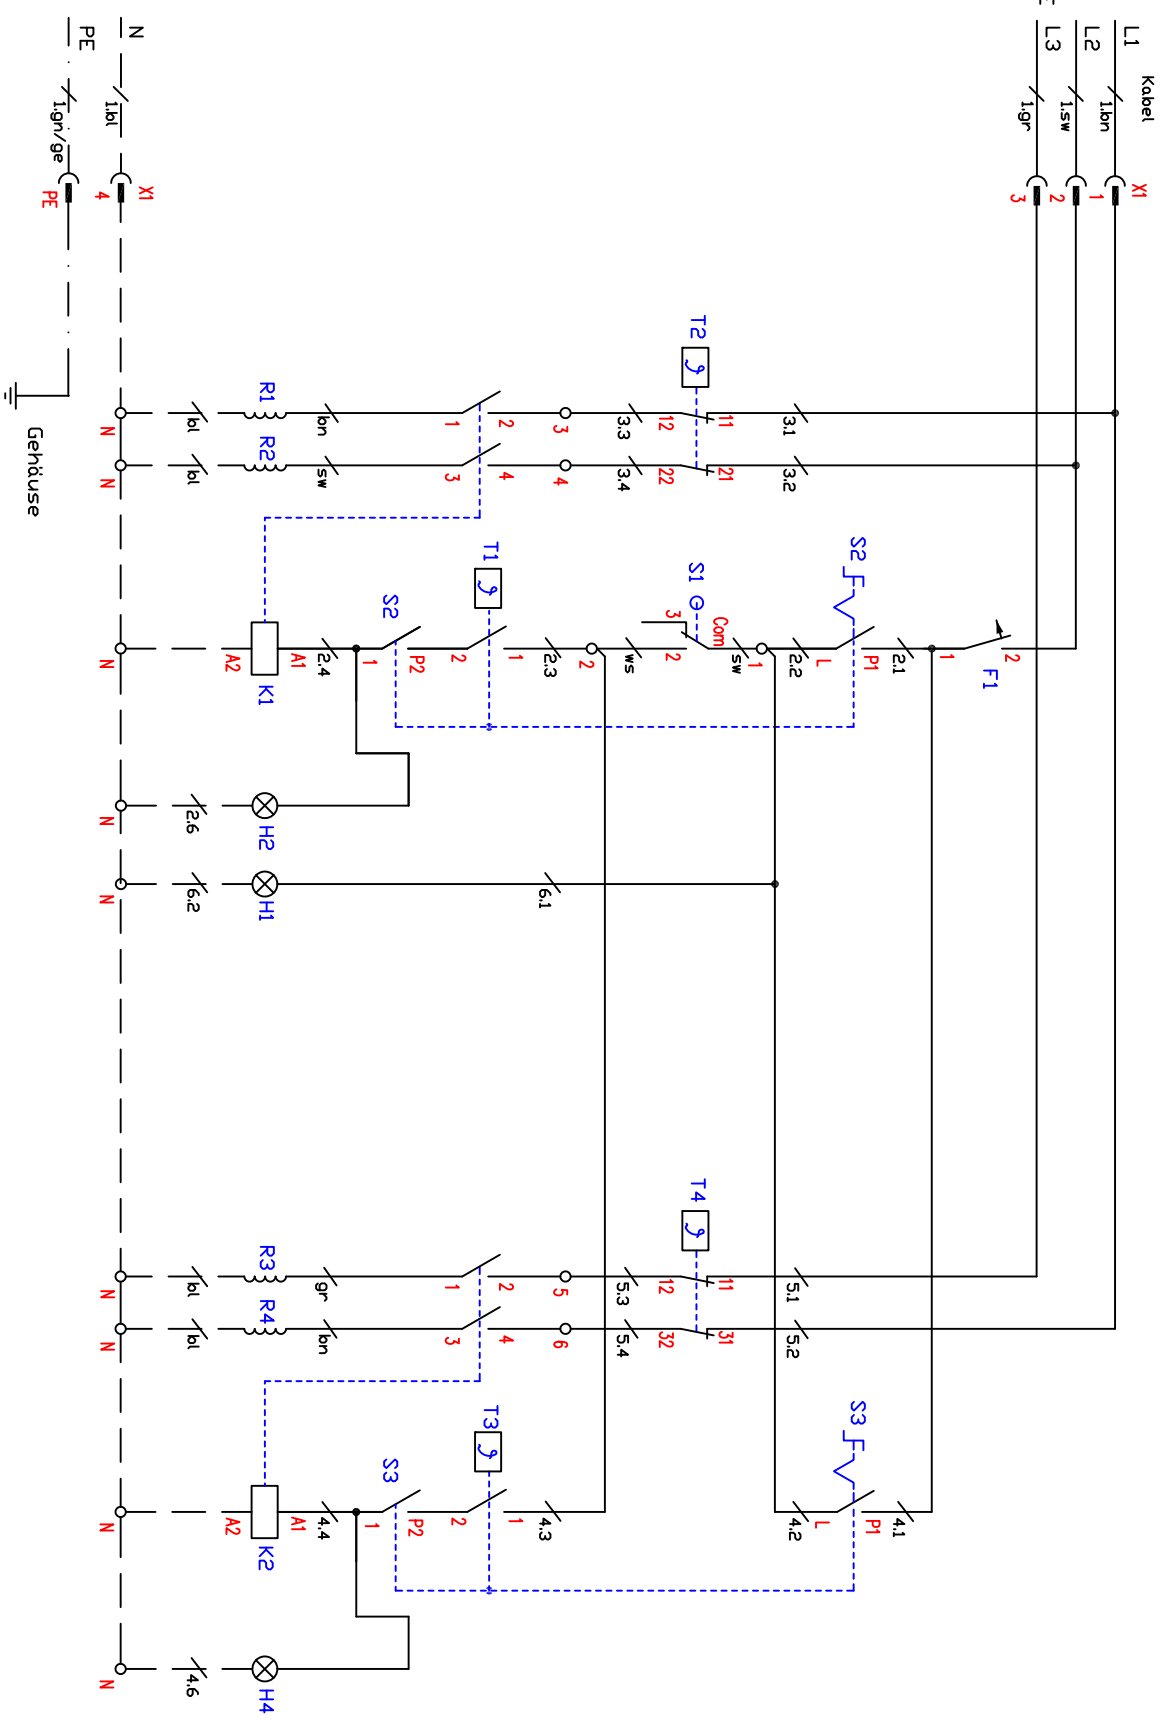 Kabel
L1
1.bn
X1
1
L2
1.sw
2
L3
1.gr
3
F1
2
1
2.1
4.1
S2
P1
L
S3
P1
L
3.1
3.2
2.2
5.1
5.2
4.2
1
sw
T2
11
21
S1
Com
3
2
T4
11
31
12
22
12
32
3.3
3.4
ws
5.3
5.4
3
4
2
2.3
6.1
5
6
4.3
2
4
T1
1
2
2
4
T3
1
2
1
3
1
3
S2
P2
1
S3
P2
1
bn
sw
2.4
gr
bn
4.4
A1
A1
R1
R2
K1
H2
H1
R3
R4
K2
H4
A2
A2
bl
bl
2.6
6.2
bl
bl
4.6
N
1.bl
X1
4
N
N
N
N
N
N
N
N
N
PE
1.gn/ge
PE
Gehäuse